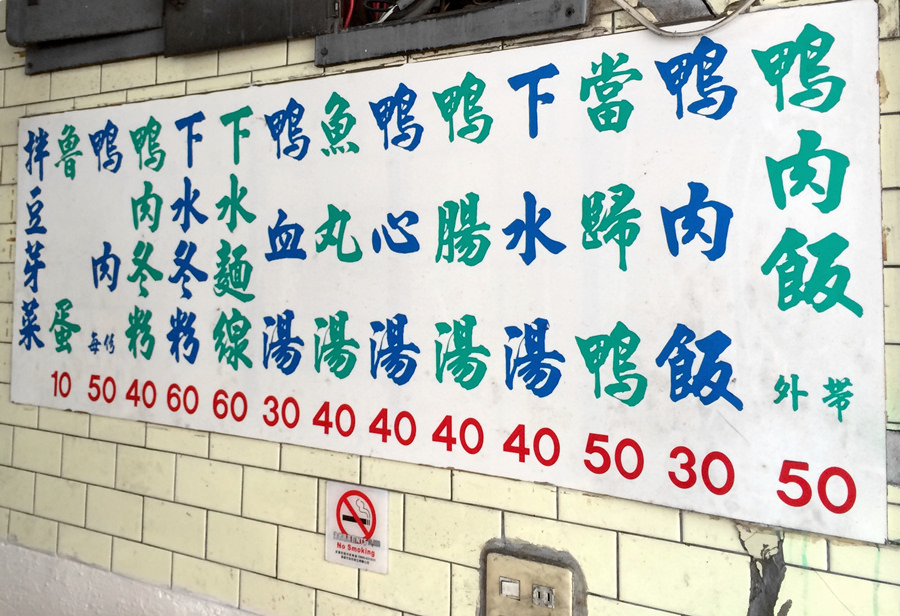 鴨肉飯 外帶 50
鴨肉飯 30
當歸鴨 50
下水湯 40
鴨腸湯 40
鴨心湯 40
魚丸湯 40
鴨血湯 30
下水麵線 60
下水冬粉 60
鴨肉冬粉 40
鴨肉 每份 50
魯蛋 10
拌豆芽菜
No Smoking